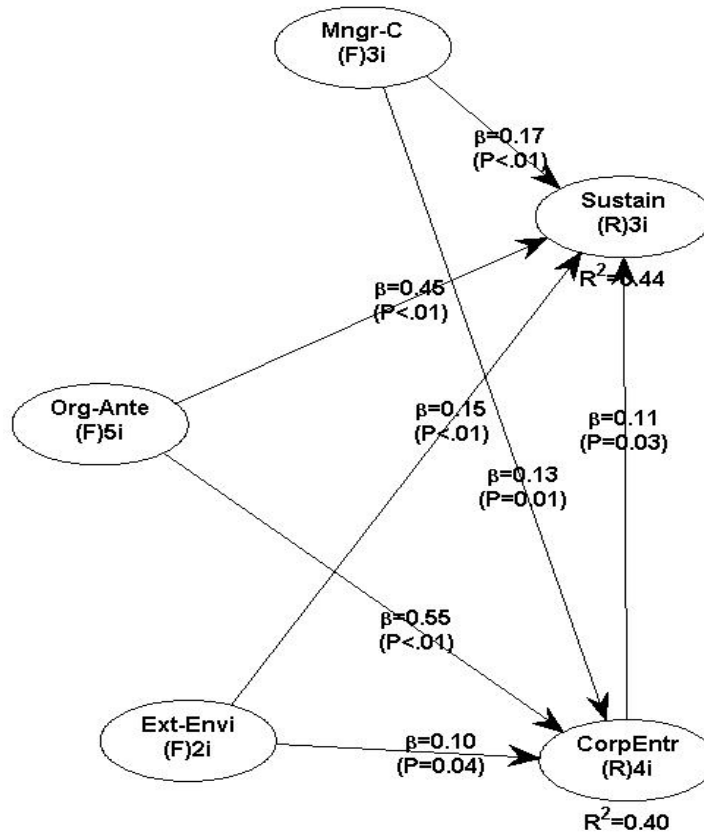 Mngr-C
(F)3i
β=0.17
(P<.01)
Sustain
(R)3i
R²=0.44
β=0.45
(P<.01)
Org-Ante
(F)5i
β=0.15
(P<.01)
β=0.11
(P=0.03)
β=0.13
(P=0.01)
β=0.55
(P<.01)
Ext-Envi
(F)2i
β=0.10
(P=0.04)
CorpEntr
(R)4i
R²=0.40